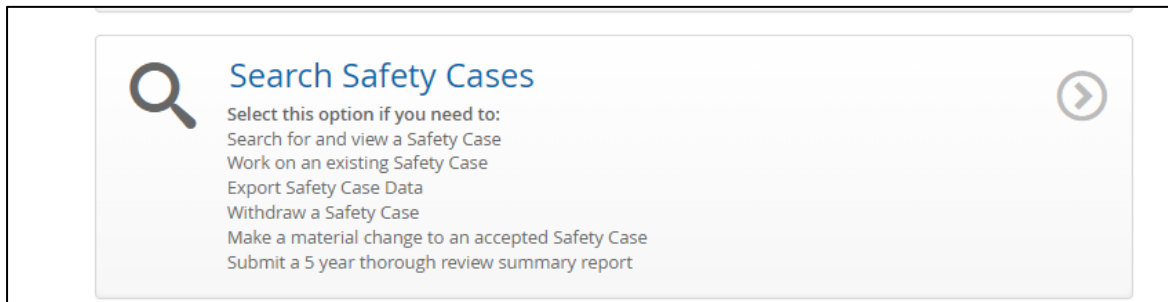 Search Safety Cases
Select this option if you need to:
Search for and view a Safety Case
Work on an existing Safety Case
Export Safety Case Data
Withdraw a Safety Case
Make a material change to an accepted Safety Case
Submit a 5 year thorough review summary report